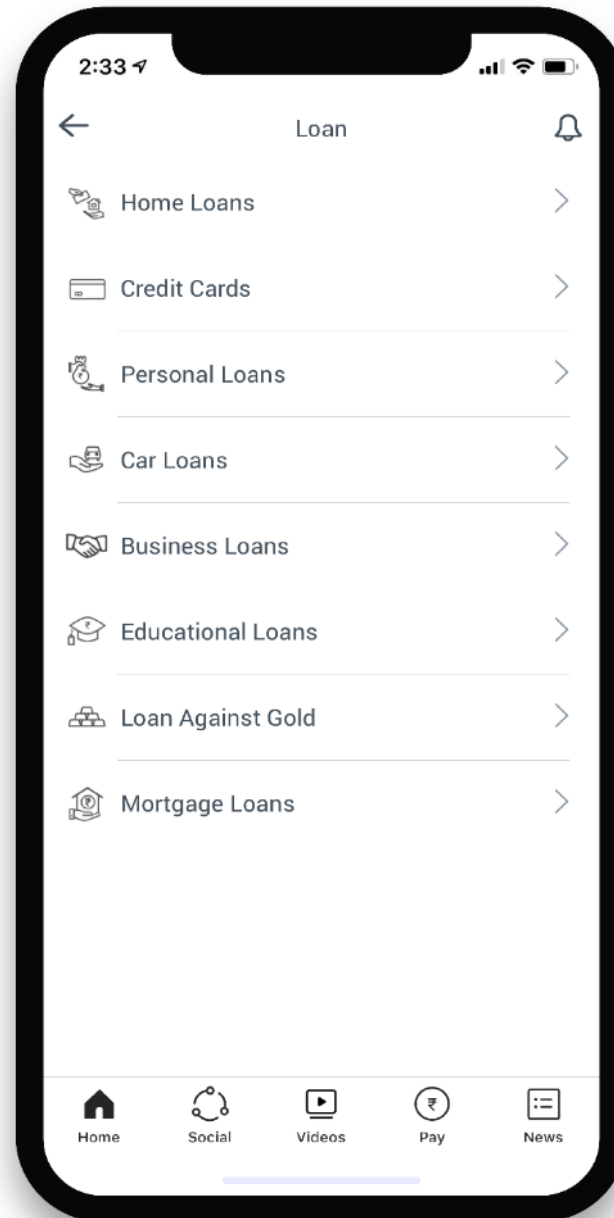 2:33
Loan
Home Loans
Credit Cards
Personal Loans
Car Loans
Business Loans
Educational Loans
Loan Against Gold
Mortgage Loans
Home Social Videos Pay News